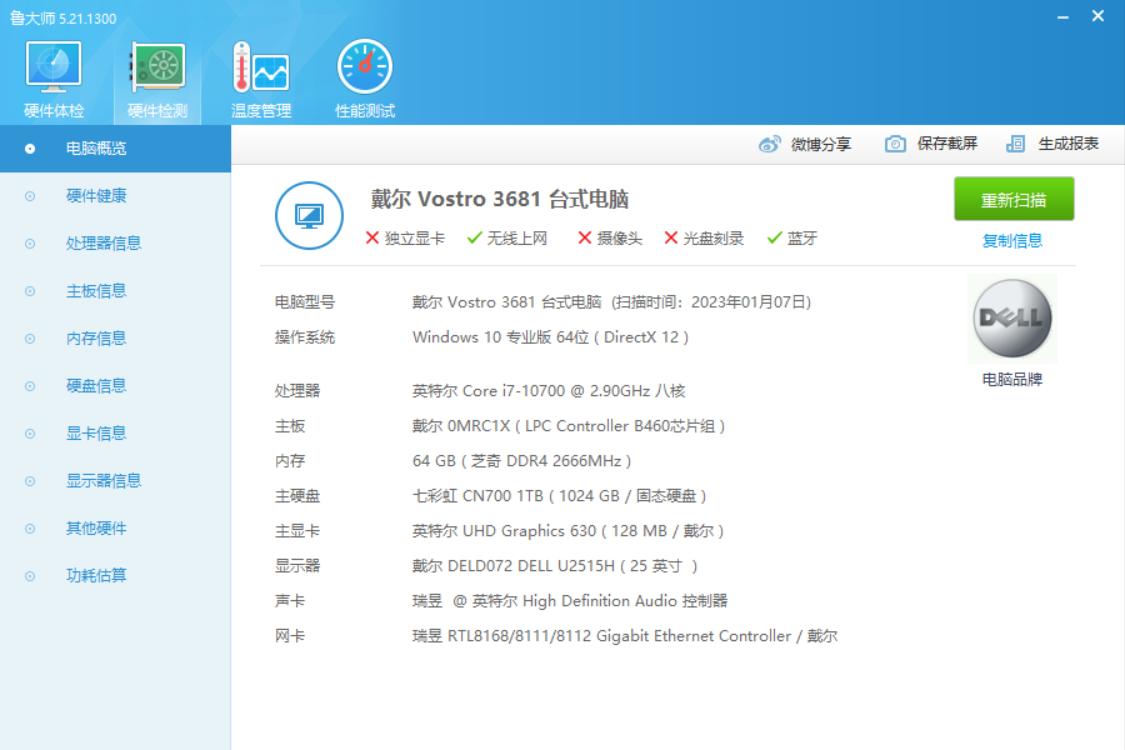 鲁大师 5.21.1300
硬件体检 硬件检测 温度管理 性能测试
微博分享 保存截屏 生成报表
电脑概览
硬件健康
处理器信息
主板信息
内存信息
硬盘信息
显卡信息
显示器信息
其他硬件
功耗估算
戴尔 Vostro 3681 台式电脑
独立显卡 无线上网 摄像头 光盘刻录 蓝牙
重新扫描
复制信息
电脑型号 戴尔 Vostro 3681 台式电脑 (扫描时间：2023年01月07日)
操作系统 Windows 10 专业版 64位 ( DirectX 12 )
处理器 英特尔 Core i7-10700 @ 2.90GHz 八核
主板 戴尔 0MRC1X ( LPC Controller B460芯片组 )
内存 64 GB ( 芝奇 DDR4 2666MHz )
主硬盘 七彩虹 CN700 1TB ( 1024 GB / 固态硬盘 )
主显卡 英特尔 UHD Graphics 630 ( 128 MB / 戴尔 )
显示器 戴尔 DELD072 DELL U2515H ( 25 英寸 )
声卡 瑞昱 @ 英特尔 High Definition Audio 控制器
网卡 瑞昱 RTL8168/8111/8112 Gigabit Ethernet Controller / 戴尔
DELL
电脑品牌